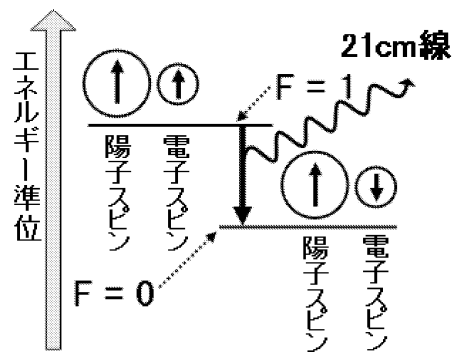 21cm線
エネルギー準位
F = 1
陽子スピン
電子スピン
F = 0
陽子スピン
電子スピン